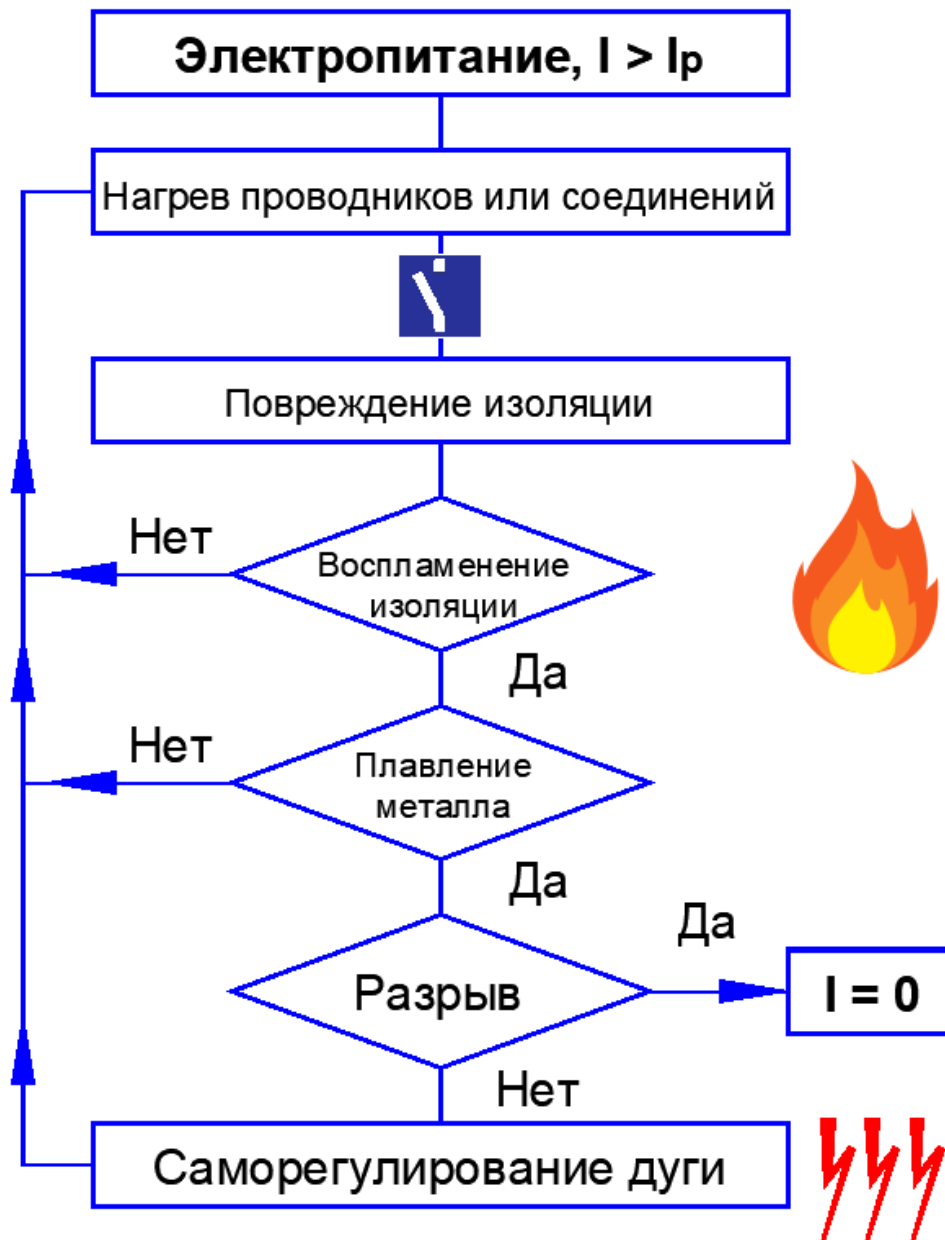 Электропитание, I > Iр
Нагрев проводников или соединений
Повреждение изоляции
Нет
Воспламенение
изоляции
Да
Нет
Плавление
металла
Да
Да
Разрыв
I = 0
Нет
Саморегулирование дуги